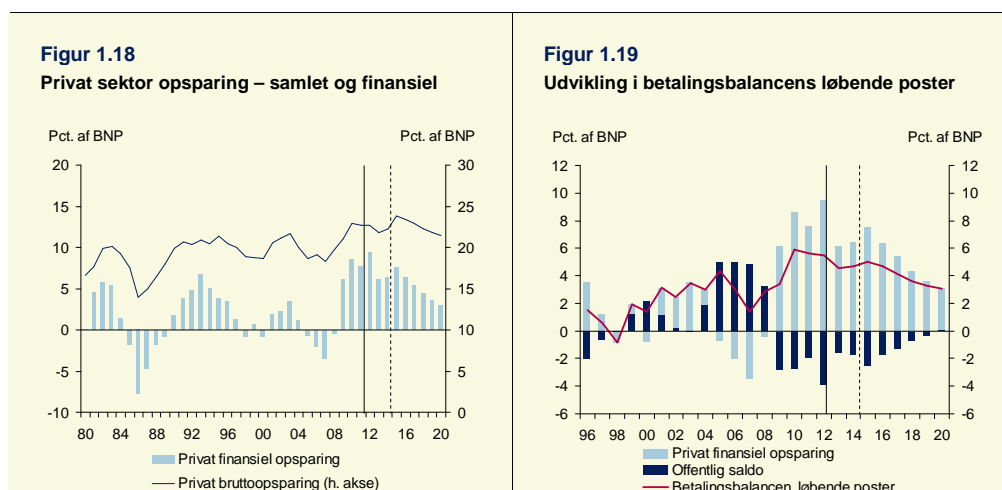 Figur 1.18
Privat sektor opsparing – samlet og finansiel
Pct. af BNP Pct. af BNP
20 30
15 25
10 20
5 15
0 10
-5 5
-10 0
80 84 88 92 96 00 04 08 12 16 20
Privat finansiel opsparing
Privat bruttoopsparing (h. akse)
Figur 1.19
Udvikling i betalingsbalancens løbende poster
Pct. af BNP Pct. af BNP
12 12
10 10
8 8
6 6
4 4
2 2
0 0
-2 -2
-4 -4
-6 -6
96 98 00 02 04 06 08 10 12 14 16 18 20
Privat finansiel opsparing
Offentlig saldo
Betalingsbalancen, løbende poster